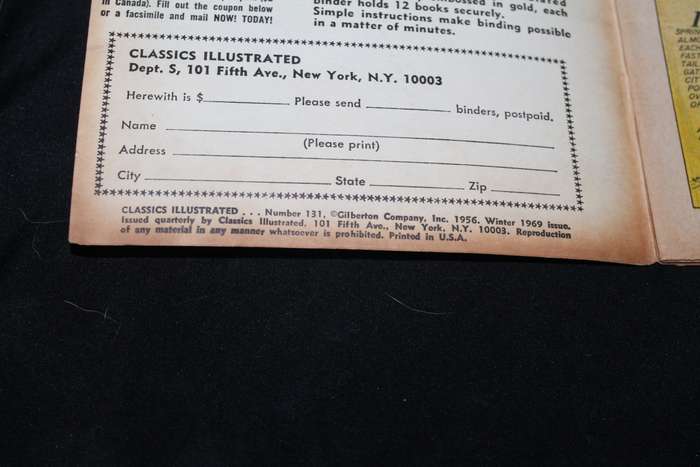 in Canada). Fill out the coupon below
or a facsimile and mail NOW! TODAY!
in gold, each
binder holds 12 books securely.
Simple instructions make binding possible
in a matter of minutes.
CLASSICS ILLUSTRATED
Dept. S, 101 Fifth Ave., New York, N.Y. 10003
Herewith is $ Please send binders, postpaid.
Name
(Please print)
Address
City State Zip
CLASSICS ILLUSTRATED . . . Number 131, ©Gilberton Company, Inc. 1956. Winter 1969 issue.
Issued quarterly by Classics Illustrated, 101 Fifth Ave., New York, N.Y. 10003. Reproduction
of any material in any manner whatsoever is prohibited. Printed in U.S.A.